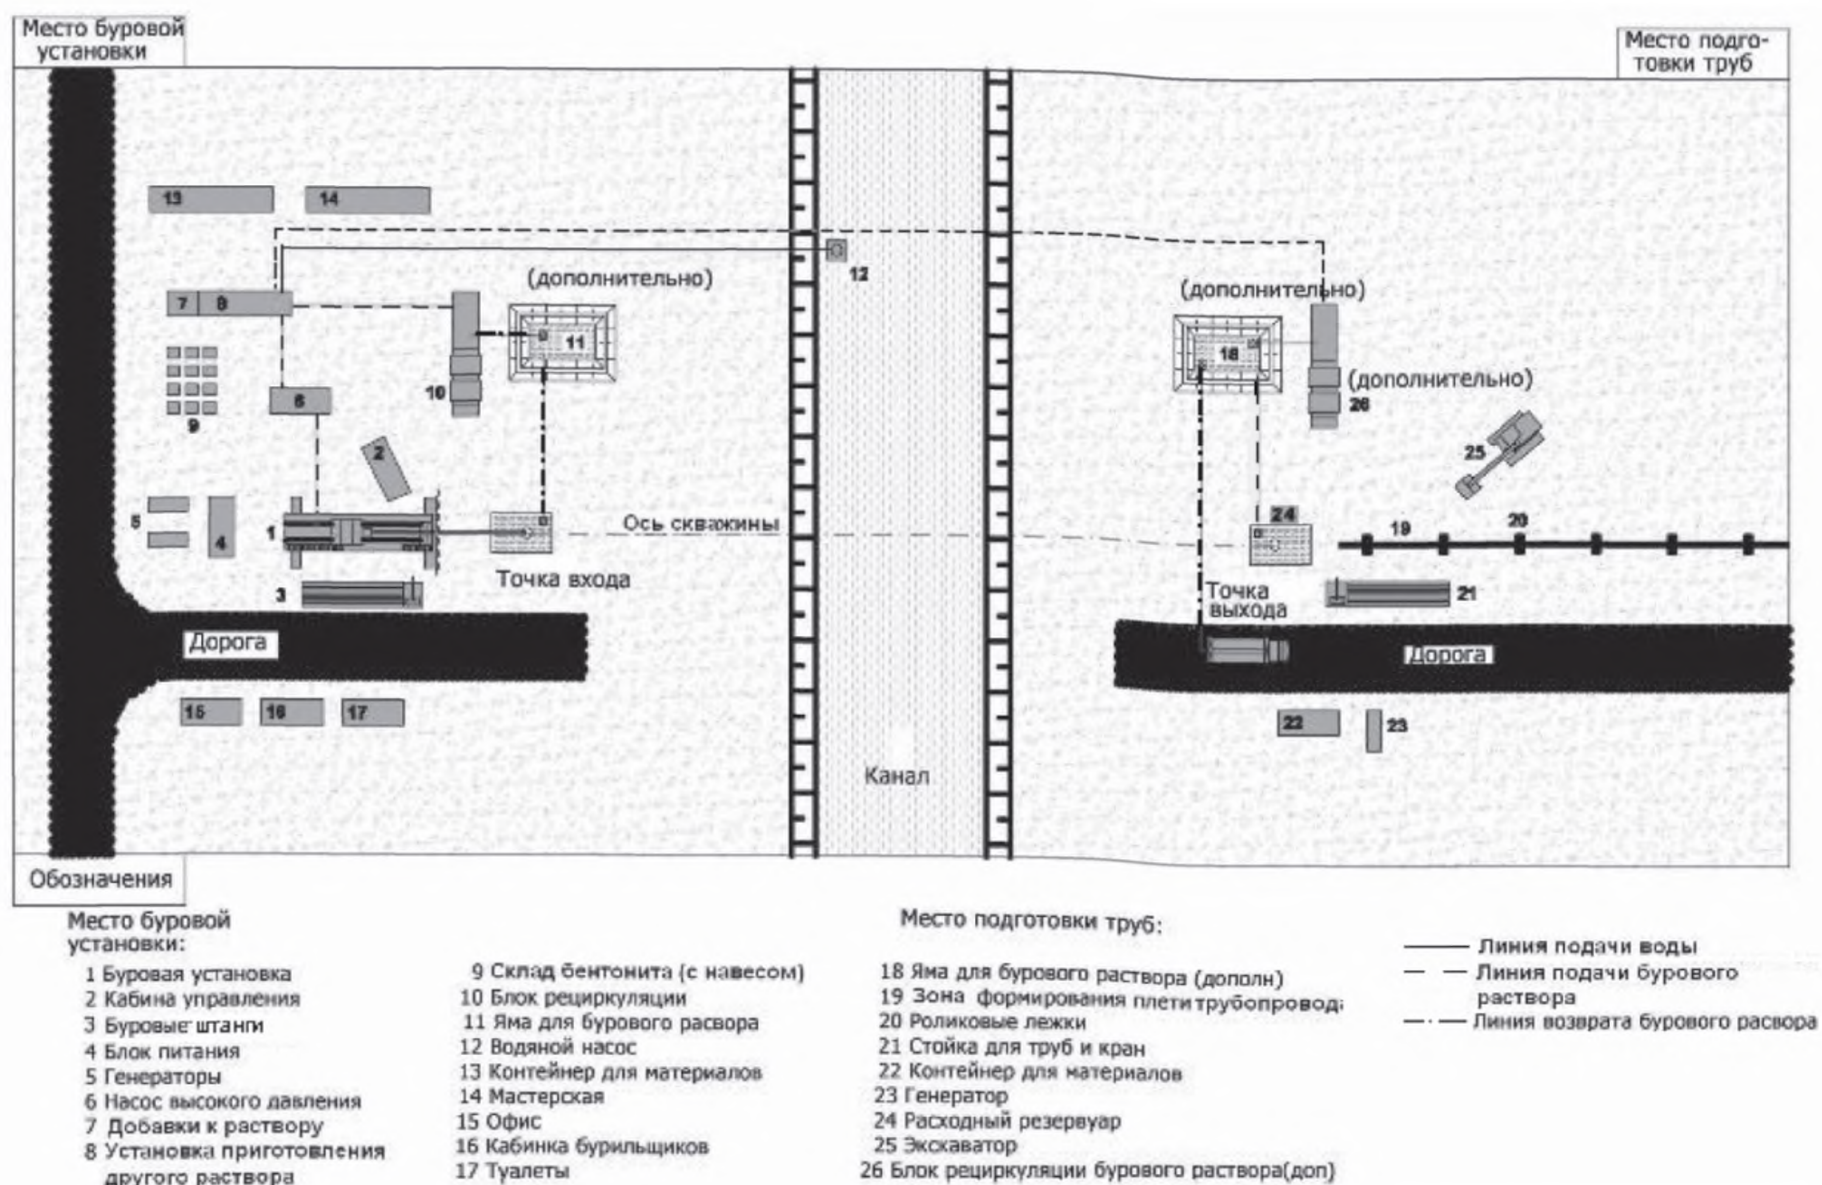 Место буровой
установки
Место подго-
товки труб
13
14
12
(дополнительно)
(дополнительно)
7
8
11
18
10
(дополнительно)
26
6
9
2
25
5
4
1
Ось скважины
24
19
20
Точка входа
3
Точка
выхода
21
Дорога
Дорога
15
16
17
22
23
Канал
Обозначения
Место буровой
установки:
1 Буровая установка
2 Кабина управления
3 Буровые штанги
4 Блок питания
5 Генераторы
6 Насос высокого давления
7 Добавки к раствору
8 Установка приготовления
другого раствора
9 Склад бентонита (с навесом)
10 Блок рециркуляции
11 Яма для бурового расвора
12 Водяной насос
13 Контейнер для материалов
14 Мастерская
15 Офис
16 Кабинка бурильщиков
17 Туалеты
Место подготовки труб:
18 Яма для бурового раствора (дополн)
19 Зона формирования плети трубопровода
20 Роликовые лежки
21 Стойка для труб и кран
22 Контейнер для материалов
23 Генератор
24 Расходный резервуар
25 Экскаватор
26 Блок рециркуляции бурового раствора(доп)
Линия подачи воды
Линия подачи бурового
раствора
Линия возврата бурового расвора